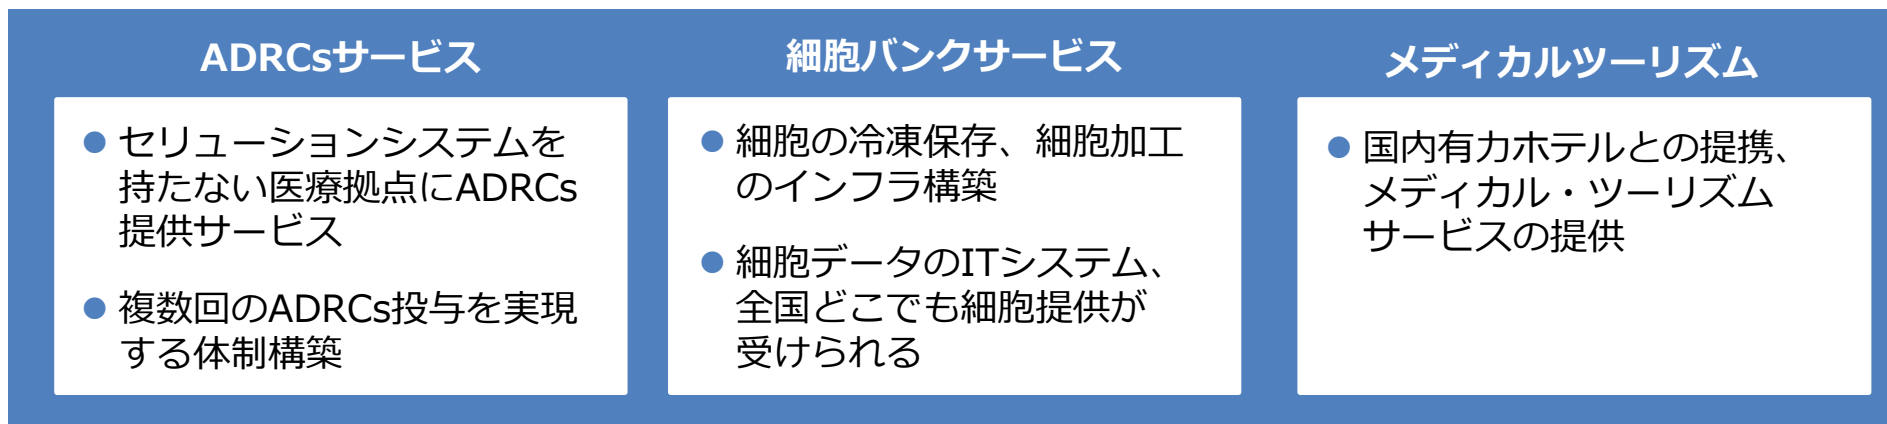 ADRCsサービス
● セリューションシステムを
持たない医療拠点にADRCs
提供サービス
● 複数回のADRCs投与を実現
する体制構築
細胞バンクサービス
● 細胞の冷凍保存、細胞加工
のインフラ構築
● 細胞データのITシステム、
全国どこでも細胞提供が
受けられる
メディカルツーリズム
● 国内有力ホテルとの提携、
メディカル・ツーリズム
サービスの提供